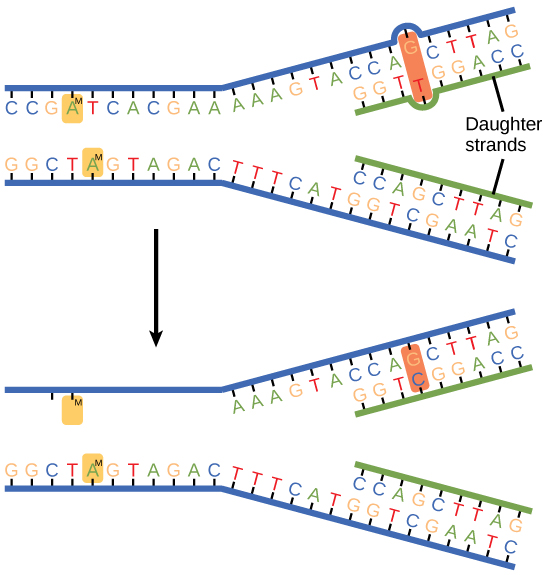 C C G A M T C A C G A A A A A G T A C C A G C T T A G
G G T T G G A C C
Daughter
strands
C C A G C T T A G
G G C T A M G T A G A C T T T C A T G G T C G A A T C
M A A A G T A C C A G C T T A G
G G T C G G A C C
C C A G C T T A G
G G C T A M G T A G A C T T T C A T G G T C G A A T C